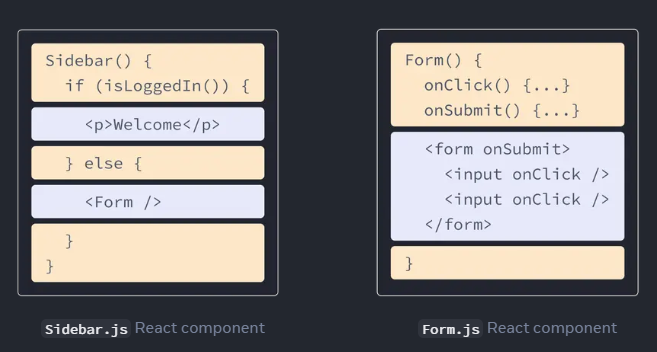 Sidebar() {
if (isLoggedIn()) {
<p>Welcome</p>
} else {
<Form />
}
}
Sidebar.js React component
Form() {
onClick() {...}
onSubmit() {...}
<form onSubmit>
<input onClick />
<input onClick />
</form>
}
Form.js React component